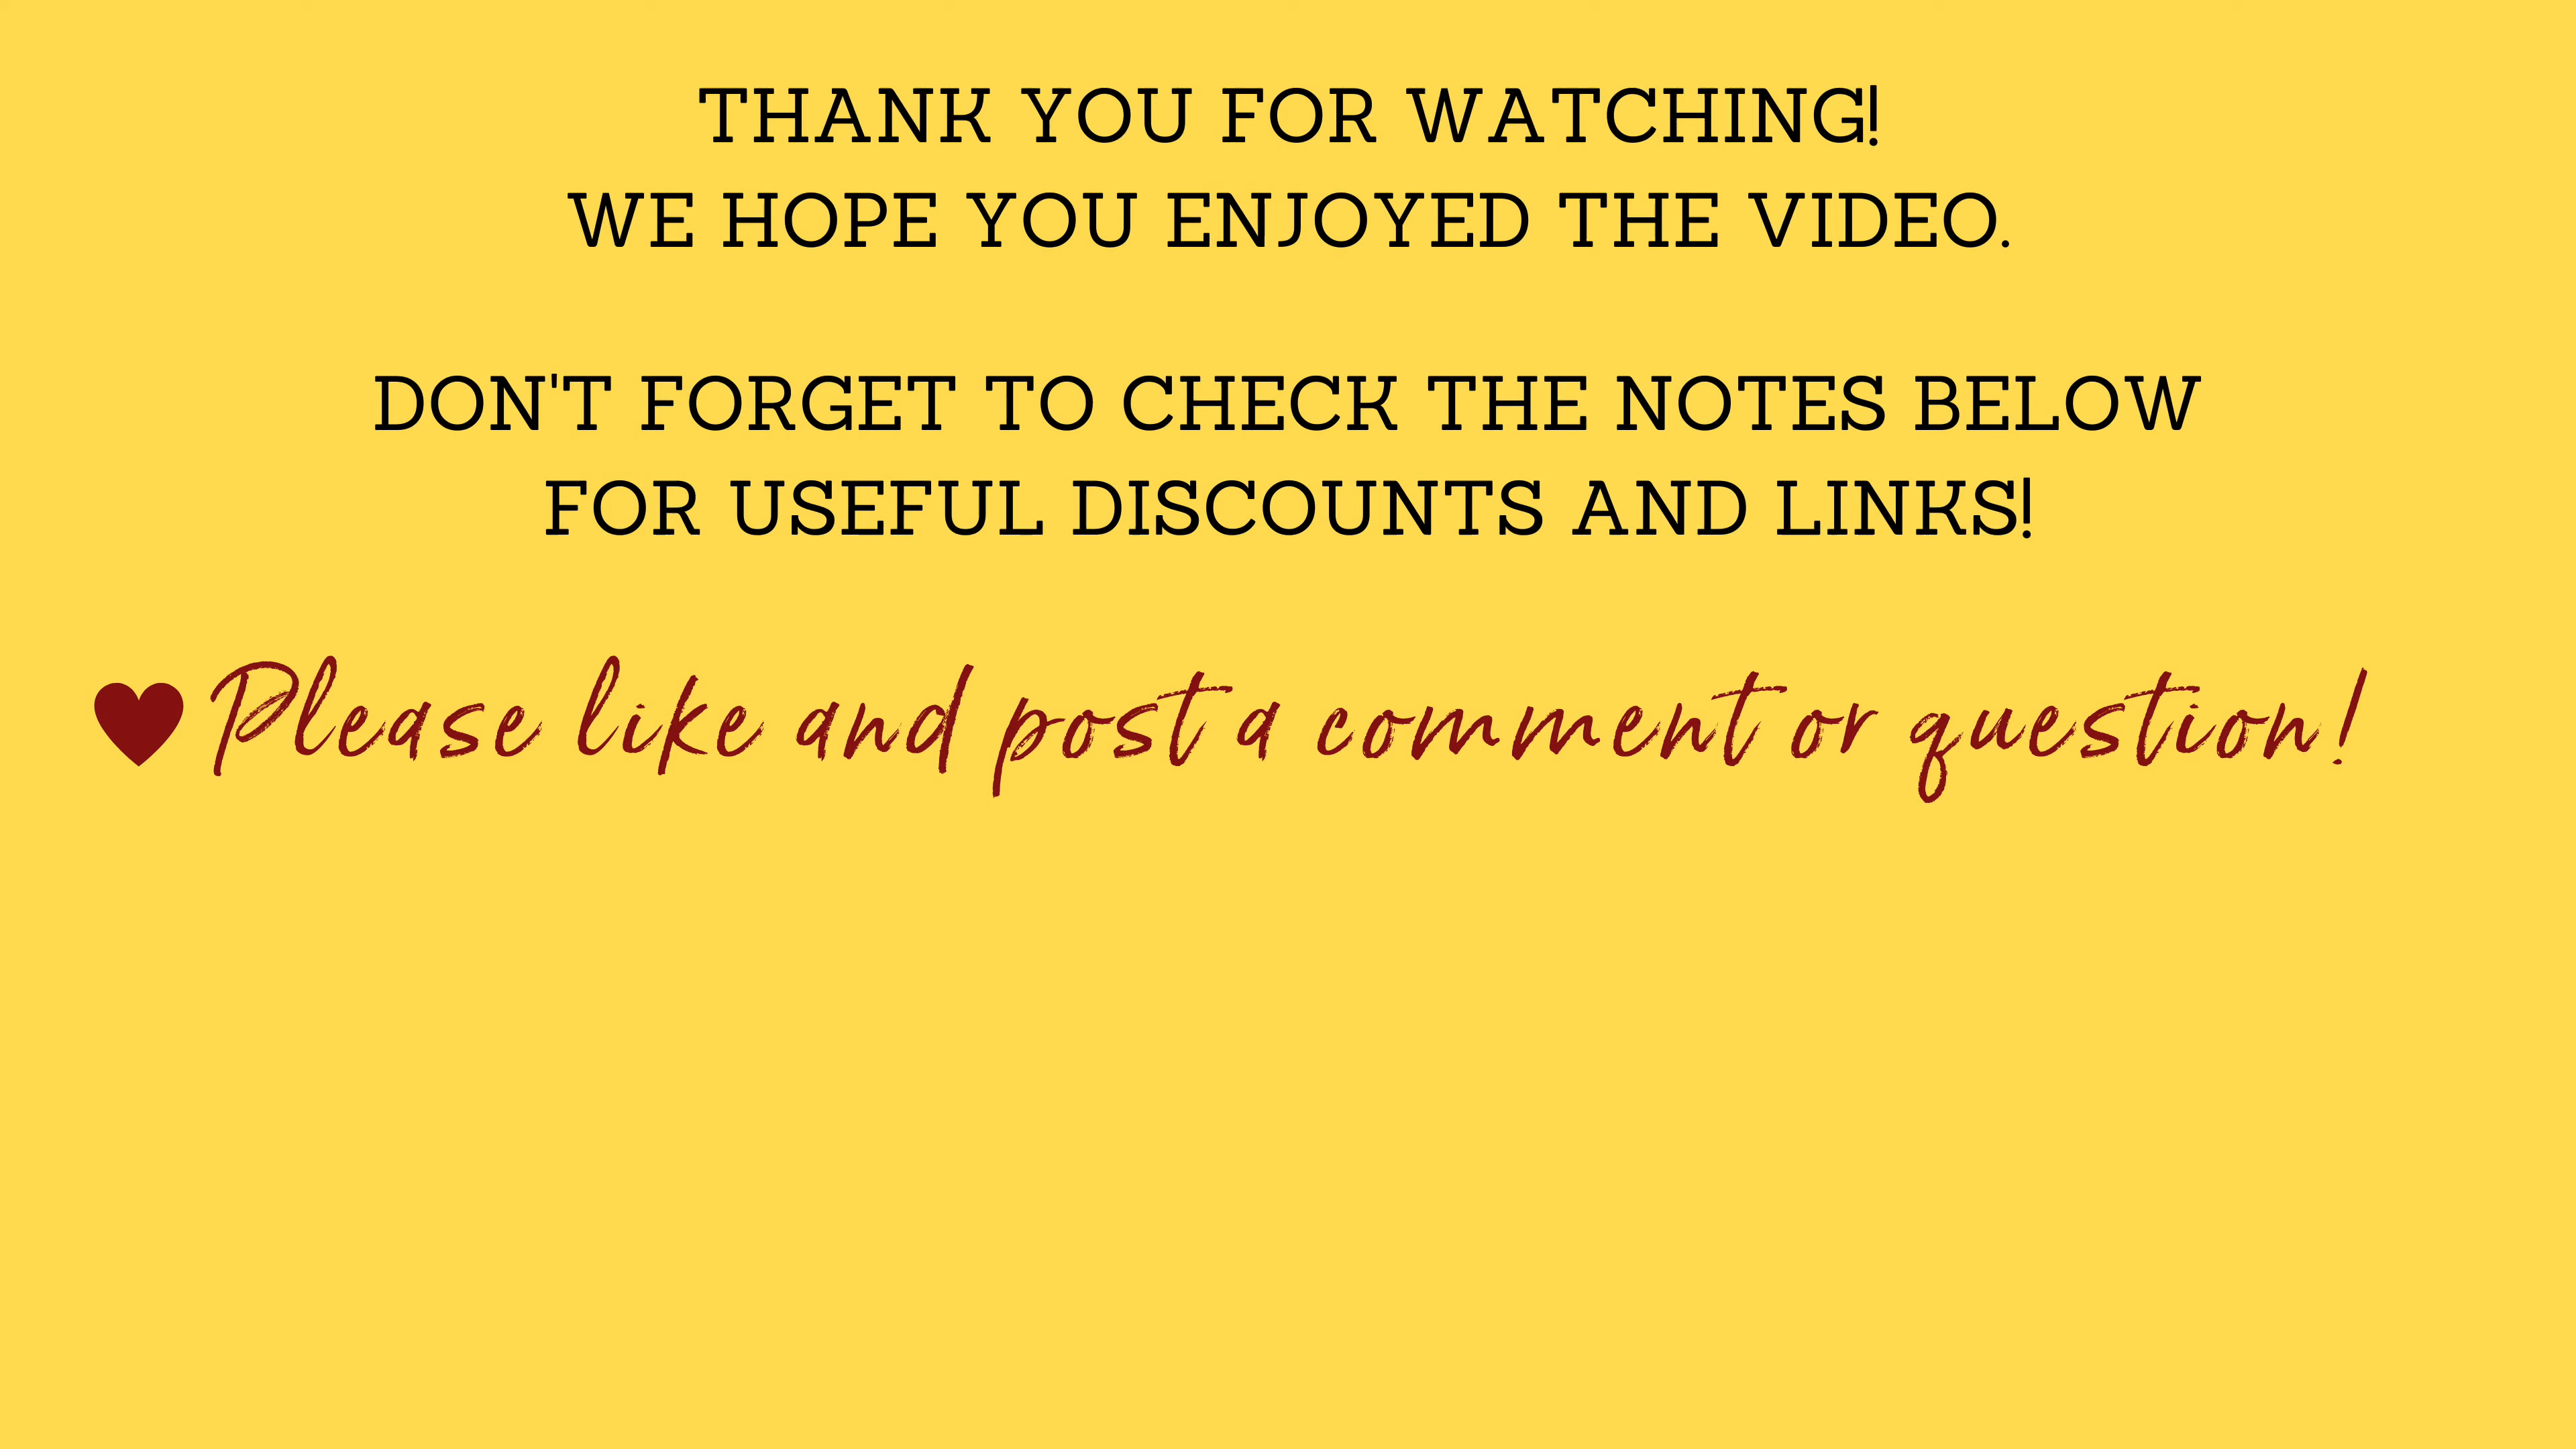 THANK YOU FOR WATCHING!
WE HOPE YOU ENJOYED THE VIDEO.
DON'T FORGET TO CHECK THE NOTES BELOW
FOR USEFUL DISCOUNTS AND LINKS!
Please like and post a comment or question!